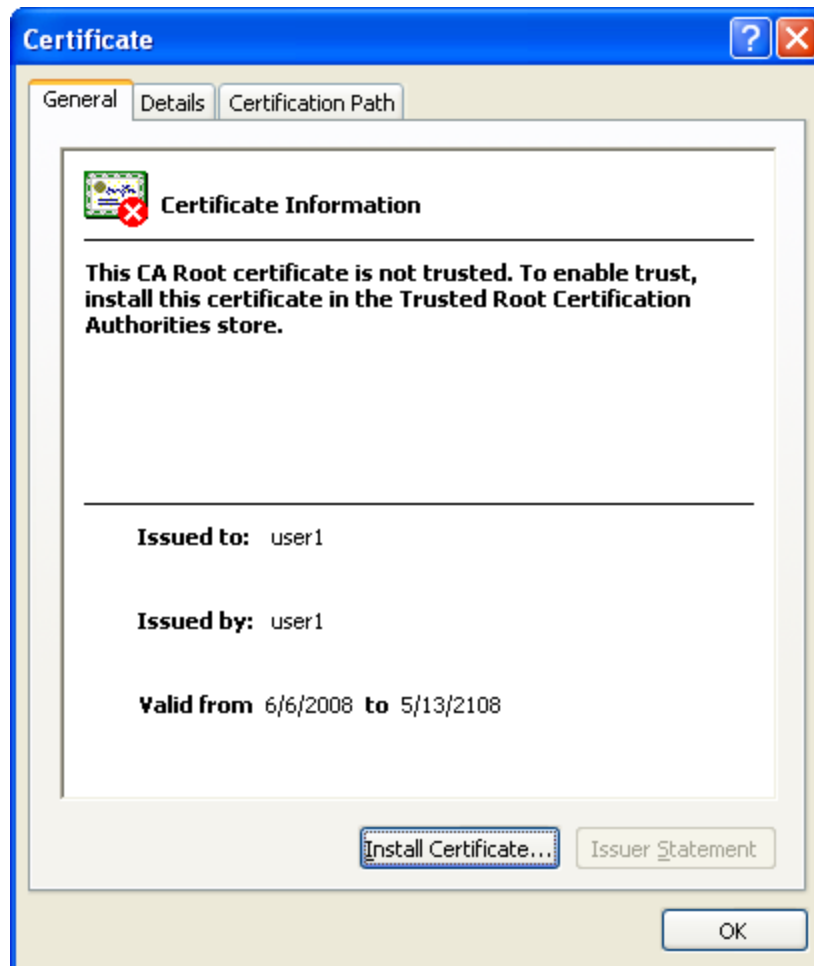 Certificate
General Details Certification Path
Certificate Information
This CA Root certificate is not trusted. To enable trust,
install this certificate in the Trusted Root Certification
Authorities store.
Issued to: user1
Issued by: user1
Valid from 6/6/2008 to 5/13/2108
Install Certificate... Issuer Statement
OK